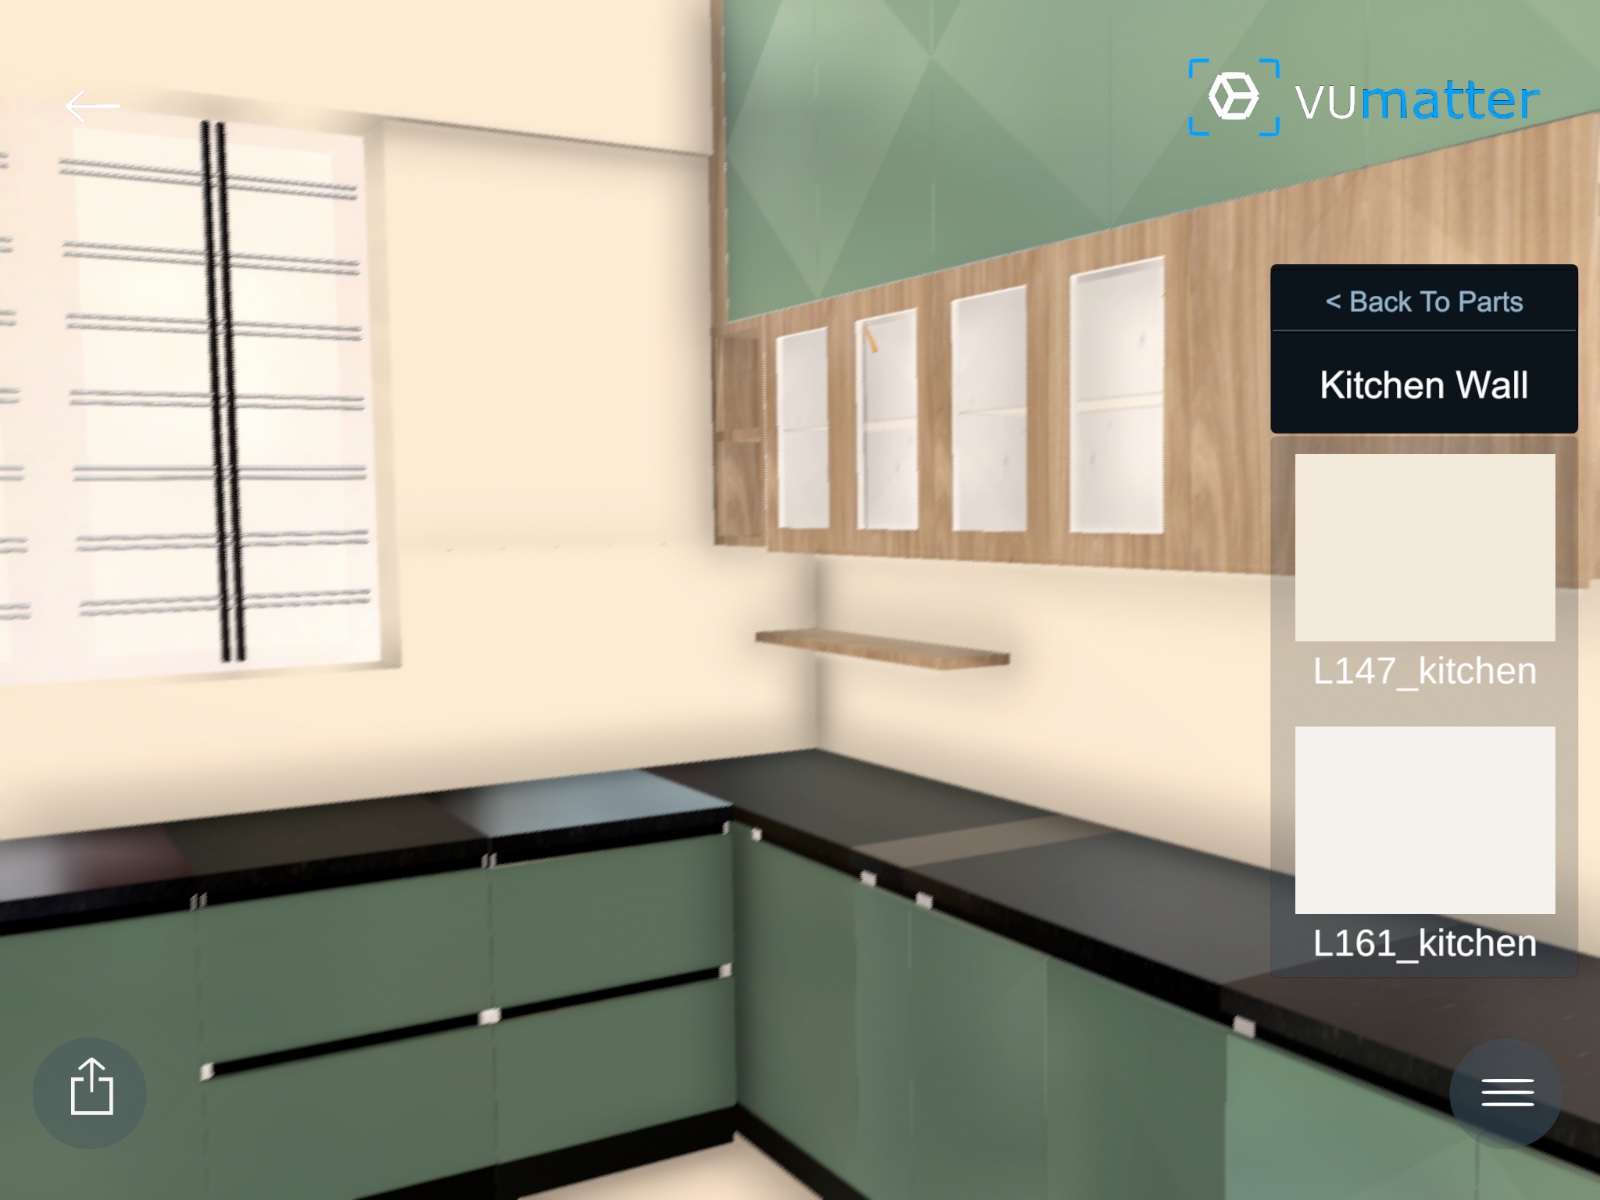 VUmatter
< Back To Parts
Kitchen Wall
L147_kitchen
L161_kitchen